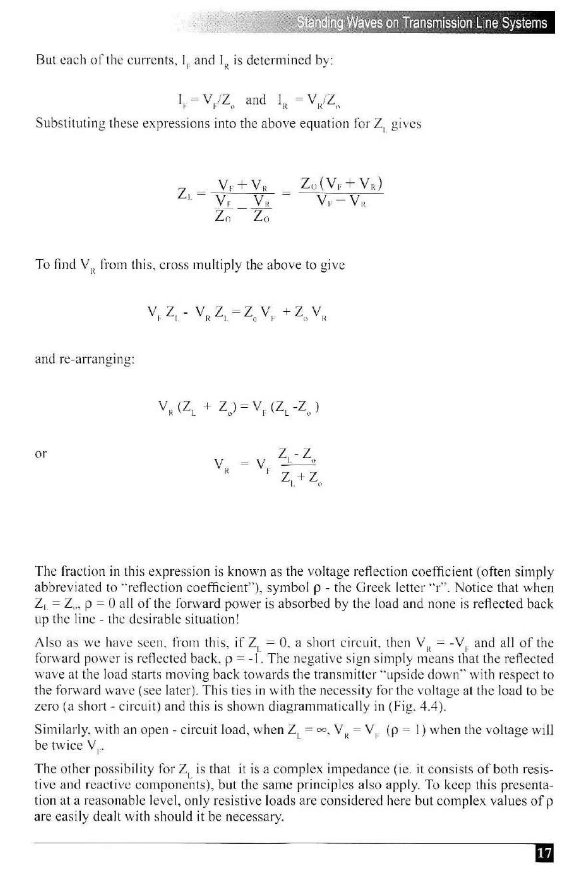 Standing Waves on Transmission Line Systems
But each of the currents, I_F and I_R is determined by:
I_F = V_F/Z_o and I_R = V_R/Z_o
Substituting these expressions into the above equation for Z_L gives
Z_L = (V_F + V_R) / (V_F/Z_O − V_R/Z_O) = Z_O (V_F + V_R) / (V_F − V_R)
To find V_R from this, cross multiply the above to give
V_F Z_L - V_R Z_L = Z_o V_F + Z_o V_R
and re-arranging:
V_R (Z_L + Z_o) = V_F (Z_L -Z_o )
or
V_R = V_F (Z_L - Z_o) / (Z_L + Z_o)
The fraction in this expression is known as the voltage reflection coefficient (often simply
abbreviated to "reflection coefficient"), symbol ρ - the Greek letter "r". Notice that when
Z_L = Z_o, ρ = 0 all of the forward power is absorbed by the load and none is reflected back
up the line - the desirable situation!
Also as we have seen, from this, if Z_L = 0, a short circuit, then V_R = -V_F and all of the
forward power is reflected back, ρ = -1. The negative sign simply means that the reflected
wave at the load starts moving back towards the transmitter "upside down" with respect to
the forward wave (see later). This ties in with the necessity for the voltage at the load to be
zero (a short - circuit) and this is shown diagrammatically in (Fig. 4.4).
Similarly, with an open - circuit load, when Z_L = ∞, V_R = V_F (ρ = 1) when the voltage will
be twice V_F.
The other possibility for Z_L is that it is a complex impedance (ie. it consists of both resis-
tive and reactive components), but the same principles also apply. To keep this presenta-
tion at a reasonable level, only resistive loads are considered here but complex values of ρ
are easily dealt with should it be necessary.
17